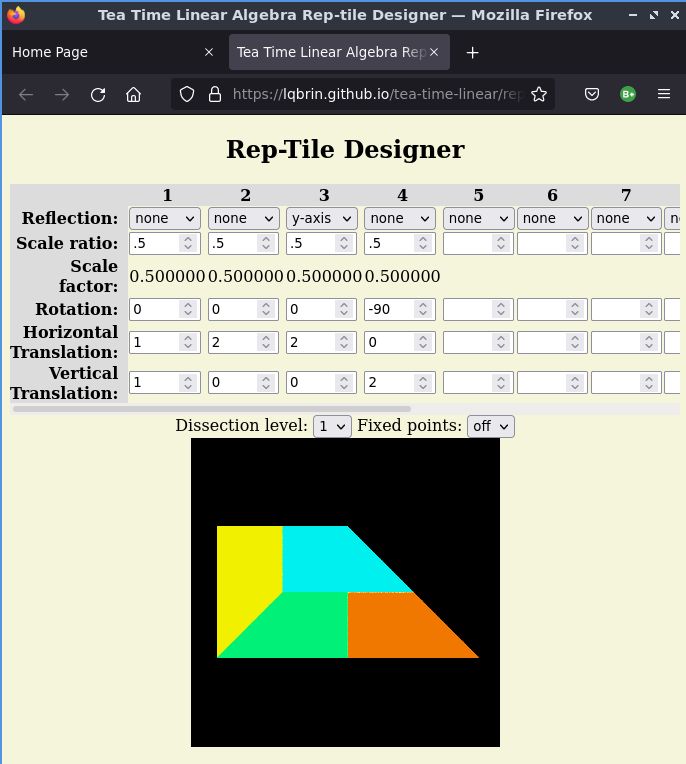 Tea Time Linear Algebra Rep-tile Designer — Mozilla Firefox
Home Page Tea Time Linear Algebra Rep
https://lqbrin.github.io/tea-time-linear/rep
Rep-Tile Designer
1 2 3 4 5 6 7
Reflection: none none y-axis none none none none
Scale ratio: .5 .5 .5 .5
Scale
factor: 0.500000 0.500000 0.500000 0.500000
Rotation: 0 0 0 -90
Horizontal
Translation: 1 2 2 0
Vertical
Translation: 1 0 0 2
Dissection level: 1 Fixed points: off